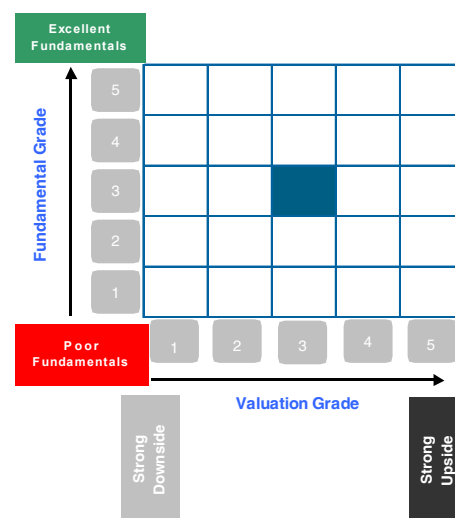 Excellent
Fundamentals
5
4
3
2
1
Fundamental Grade
Poor
Fundamentals
1
2
3
4
5
Valuation Grade
Strong
Downside
Strong
Upside